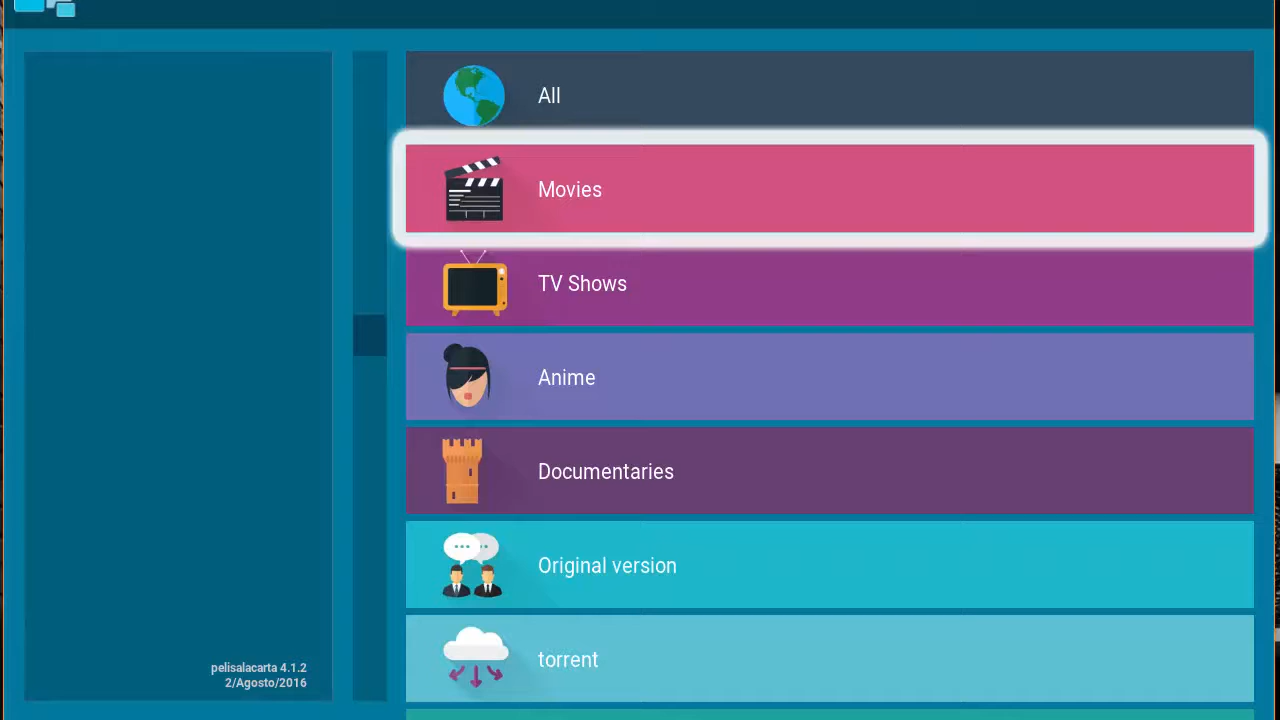 All
Movies
TV Shows
Anime
Documentaries
Original version
torrent
pelisalacarta 4.1.2
2/Agosto/2016